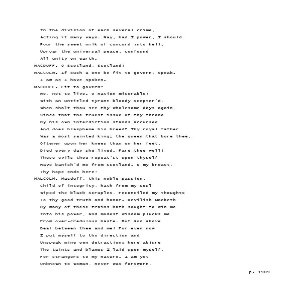 In the division of each several crime,
Acting it many ways. Nay, had I power, I should
Pour the sweet milk of concord into hell,
Uproar the universal peace, confound
All unity on earth.
MACDUFF. O Scotland, Scotland!
MALCOLM. If such a one be fit to govern, speak.
I am as I have spoken.
MACDUFF. Fit to govern?
No, not to live. O nation miserable!
With an untitled tyrant bloody-scepter'd,
When shalt thou see thy wholesome days again,
Since that the truest issue of thy throne
By his own interdiction stands accursed
And does blaspheme his breed? Thy royal father
Was a most sainted king; the queen that bore thee,
Oftener upon her knees than on her feet,
Died every day she lived. Fare thee well!
These evils thou repeat'st upon thyself
Have banish'd me from Scotland. O my breast,
Thy hope ends here!
MALCOLM. Macduff, this noble passion,
Child of integrity, hath from my soul
Wiped the black scruples, reconciled my thoughts
To thy good truth and honor. Devilish Macbeth
By many of these trains hath sought to win me
Into his power, and modest wisdom plucks me
From over-credulous haste. But God above
Deal between thee and me! For even now
I put myself to thy direction and
Unspeak mine own detraction; here abjure
The taints and blames I laid upon myself,
For strangers to my nature. I am yet
Unknown to woman, never was forsworn,